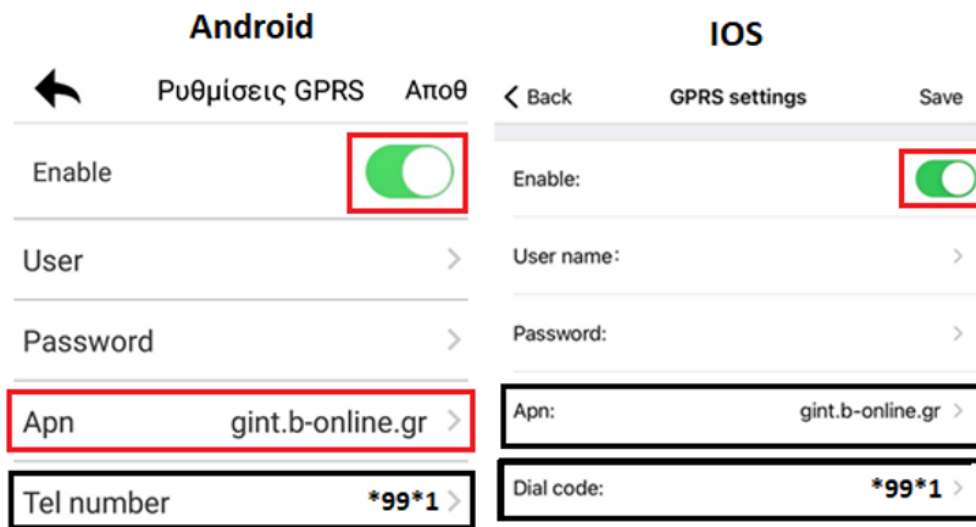 Android
Ρυθμίσεις GPRS Αποθ
Enable
User
Password
Apn gint.b-online.gr
Tel number *99*1
IOS
Back GPRS settings Save
Enable:
User name:
Password:
Apn: gint.b-online.gr
Dial code: *99*1